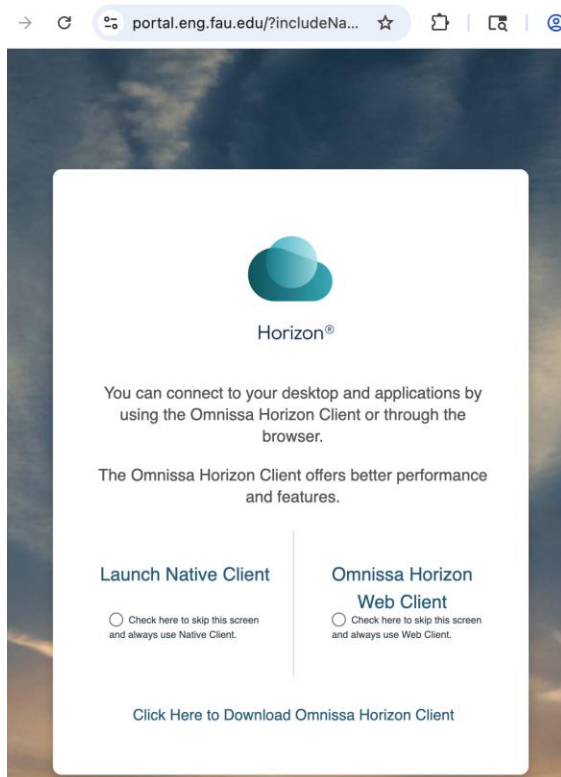 portal.eng.fau.edu/?includeNa...
Horizon®
You can connect to your desktop and applications by
using the Omnissa Horizon Client or through the
browser.
The Omnissa Horizon Client offers better performance
and features.
Launch Native Client
Check here to skip this screen
and always use Native Client.
Omnissa Horizon
Web Client
Check here to skip this screen
and always use Web Client.
Click Here to Download Omnissa Horizon Client